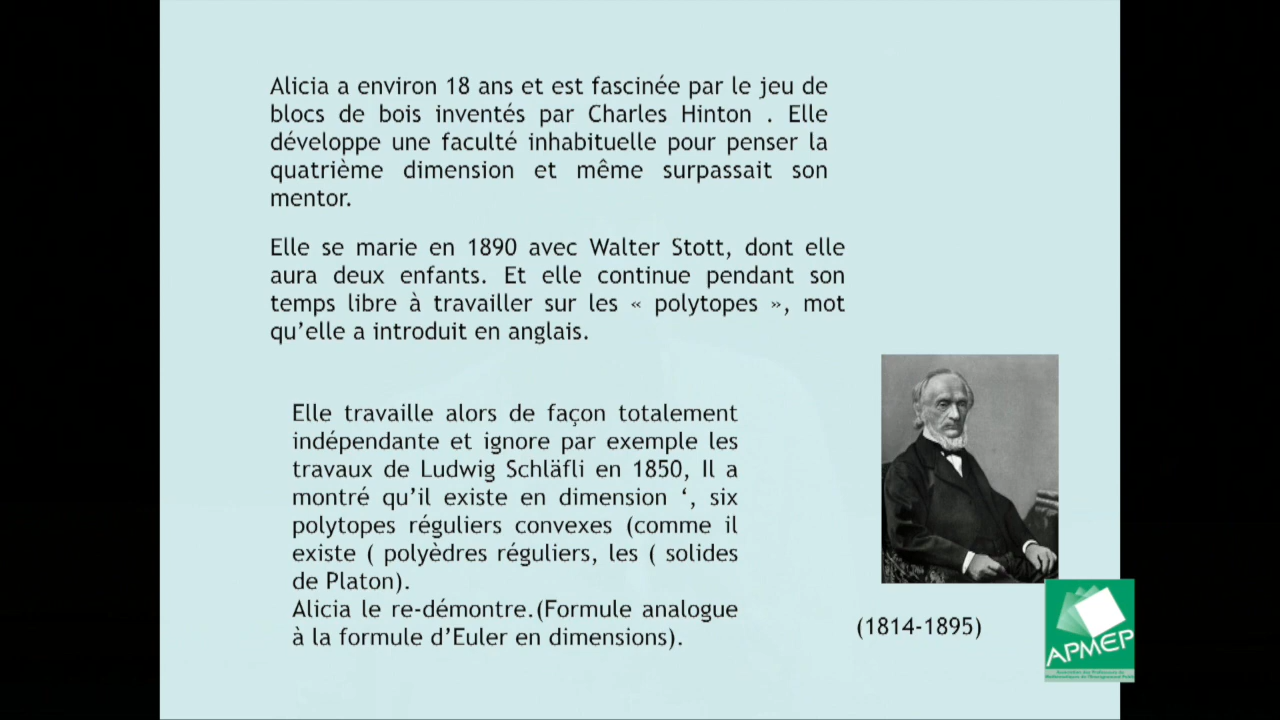 Alicia a environ 18 ans et est fascinée par le jeu de
blocs de bois inventés par Charles Hinton . Elle
développe une faculté inhabituelle pour penser la
quatrième dimension et même surpassait son
mentor.
Elle se marie en 1890 avec Walter Stott, dont elle
aura deux enfants. Et elle continue pendant son
temps libre à travailler sur les « polytopes », mot
qu’elle a introduit en anglais.
Elle travaille alors de façon totalement
indépendante et ignore par exemple les
travaux de Ludwig Schläfli en 1850, Il a
montré qu’il existe en dimension ‘, six
polytopes réguliers convexes (comme il
existe ( polyèdres réguliers, les ( solides
de Platon).
Alicia le re-démontre.(Formule analogue
à la formule d’Euler en dimensions).
(1814-1895)
APMEP